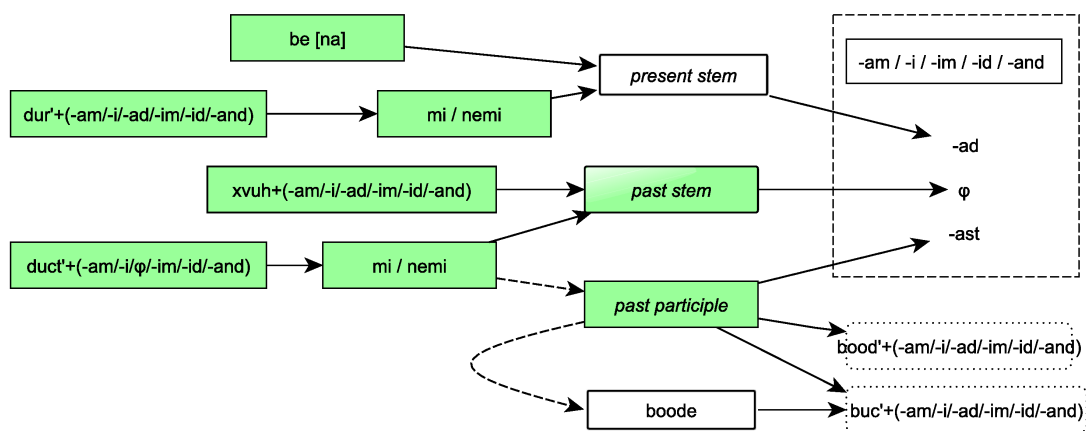 be [na]
-am / -i / -im / -id / -and
present stem
dur'+(-am/-i/-ad/-im/-id/-and)
mi / nemi
-ad
xvuh+(-am/-i/-ad/-im/-id/-and)
past stem
φ
-ast
duct'+(-am/-i/φ/-im/-id/-and)
mi / nemi
past participle
bood'+(-am/-i/-ad/-im/-id/-and)
boode
buc'+(-am/-i/-ad/-im/-id/-and)